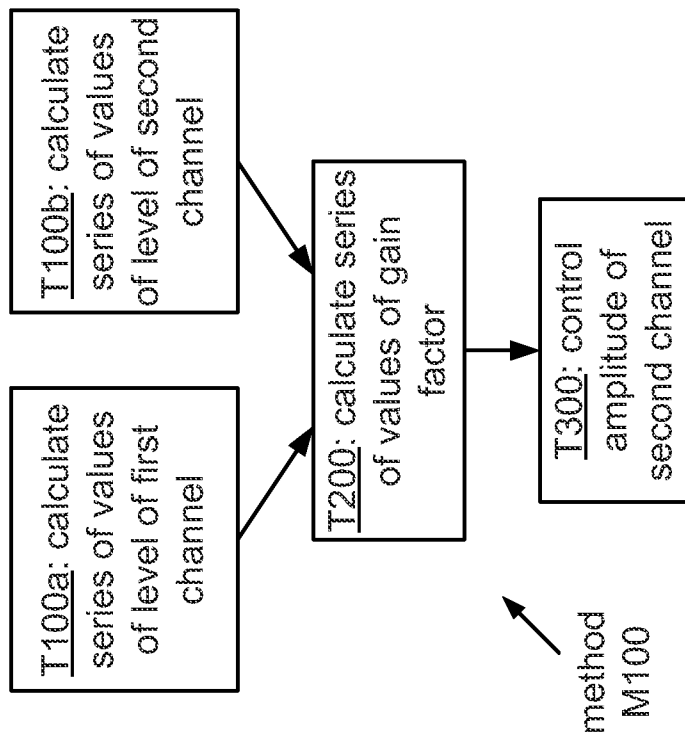 T100a: calculate
series of values
of level of first
channel
T100b: calculate
series of values
of level of second
channel
T200: calculate series
of values of gain
factor
T300: control
amplitude of
second channel
method
M100